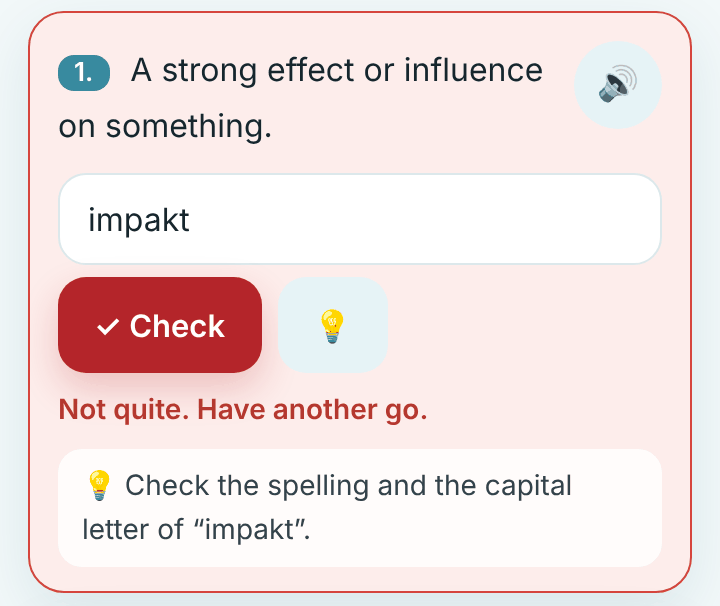 1. A strong effect or influence
on something.
impakt
✓ Check
Not quite. Have another go.
💡 Check the spelling and the capital
letter of “impakt”.